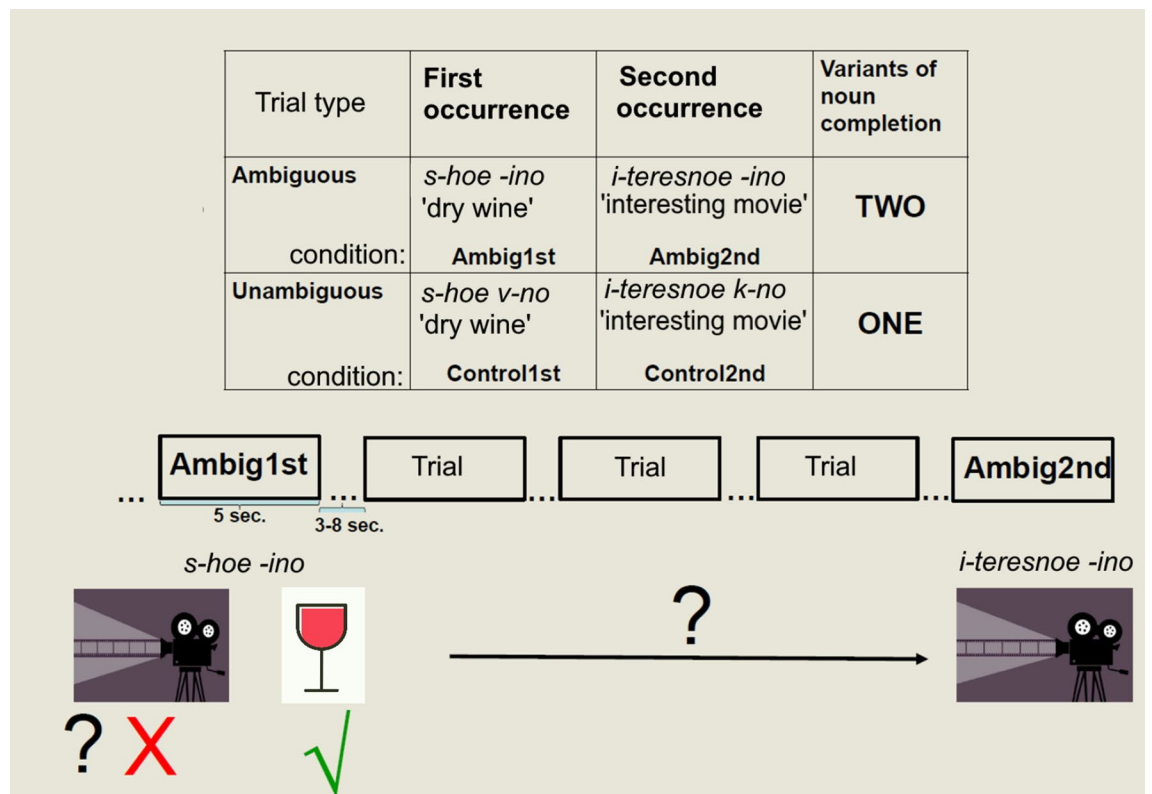 Trial type
First
occurrence
Second
occurrence
Variants of
noun
completion
Ambiguous
s-hoe -ino
'dry wine'
i-teresnoe -ino
'interesting movie'
TWO
condition:
Ambig1st
Ambig2nd
Unambiguous
s-hoe v-no
'dry wine'
i-teresnoe k-no
'interesting movie'
ONE
condition:
Control1st
Control2nd
... Ambig1st ... Trial ... Trial ... Trial ... Ambig2nd
5 sec.
3-8 sec.
s-hoe -ino
i-teresnoe -ino
?
? X √